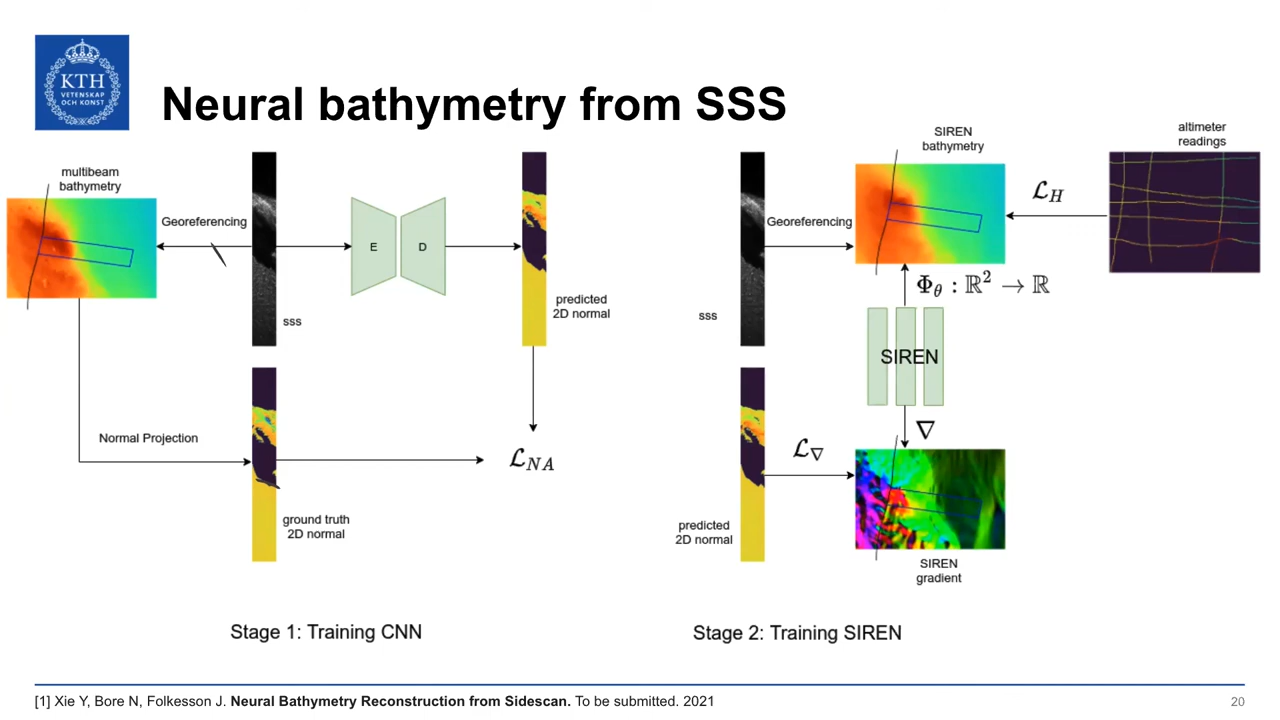 KTH
VETENSKAP
OCH KONST
Neural bathymetry from SSS
multibeam
bathymetry
Georeferencing
sss
E
D
predicted
2D normal
Normal Projection
ground truth
2D normal
ℒ_NA
Stage 1: Training CNN
SIREN
bathymetry
altimeter
readings
Georeferencing
ℒ_H
sss
Φ_θ : ℝ² → ℝ
SIREN
∇
ℒ_∇
predicted
2D normal
SIREN
gradient
Stage 2: Training SIREN
[1] Xie Y, Bore N, Folkesson J. Neural Bathymetry Reconstruction from Sidescan. To be submitted. 2021
20